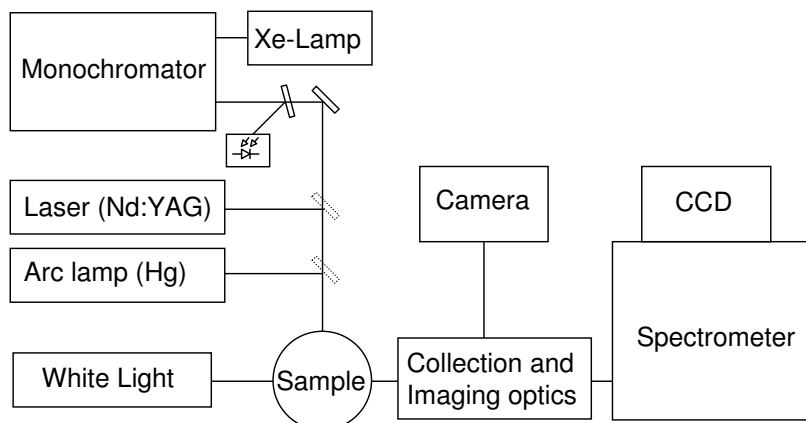 Xe-Lamp
Monochromator
Laser (Nd:YAG)
Camera
CCD
Arc lamp (Hg)
Spectrometer
White Light
Sample
Collection and
Imaging optics